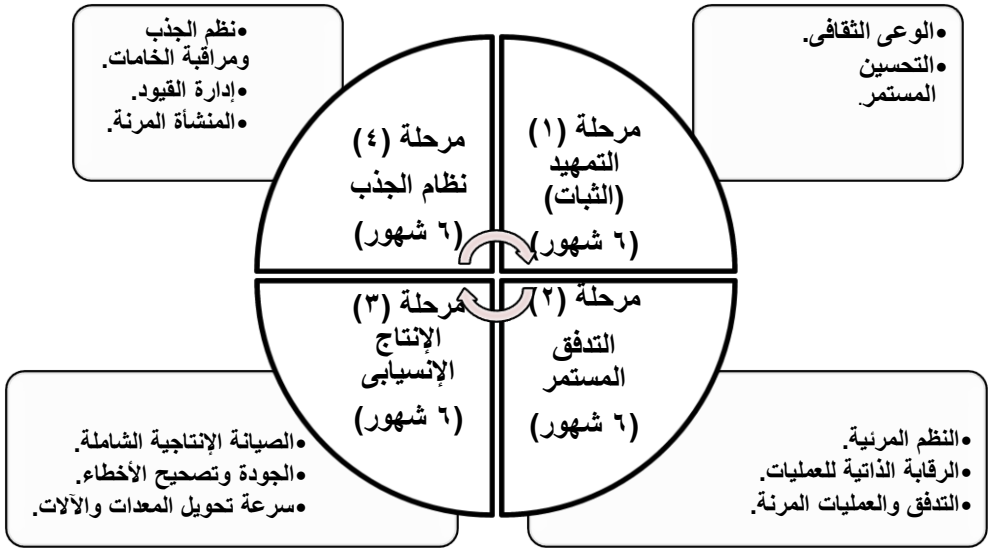 •الوعى الثقافى.
•التحسين
المستمر.
مرحلة (١)
التمهيد
(الثبات)
(٦ شهور)
مرحلة (٢)
التدفق
المستمر
(٦ شهور)
•النظم المرئية.
•الرقابة الذاتية للعمليات.
•التدفق والعمليات المرنة.
مرحلة (٣)
الإنتاج
الإنسيابى
(٦ شهور)
•الصيانة الإنتاجية الشاملة.
•الجودة وتصحيح الأخطاء.
•سرعة تحويل المعدات والآلات.
مرحلة (٤)
نظام الجذب
(٦ شهور)
•نظم الجذب
ومراقبة الخامات.
•إدارة القيود.
•المنشأة المرنة.